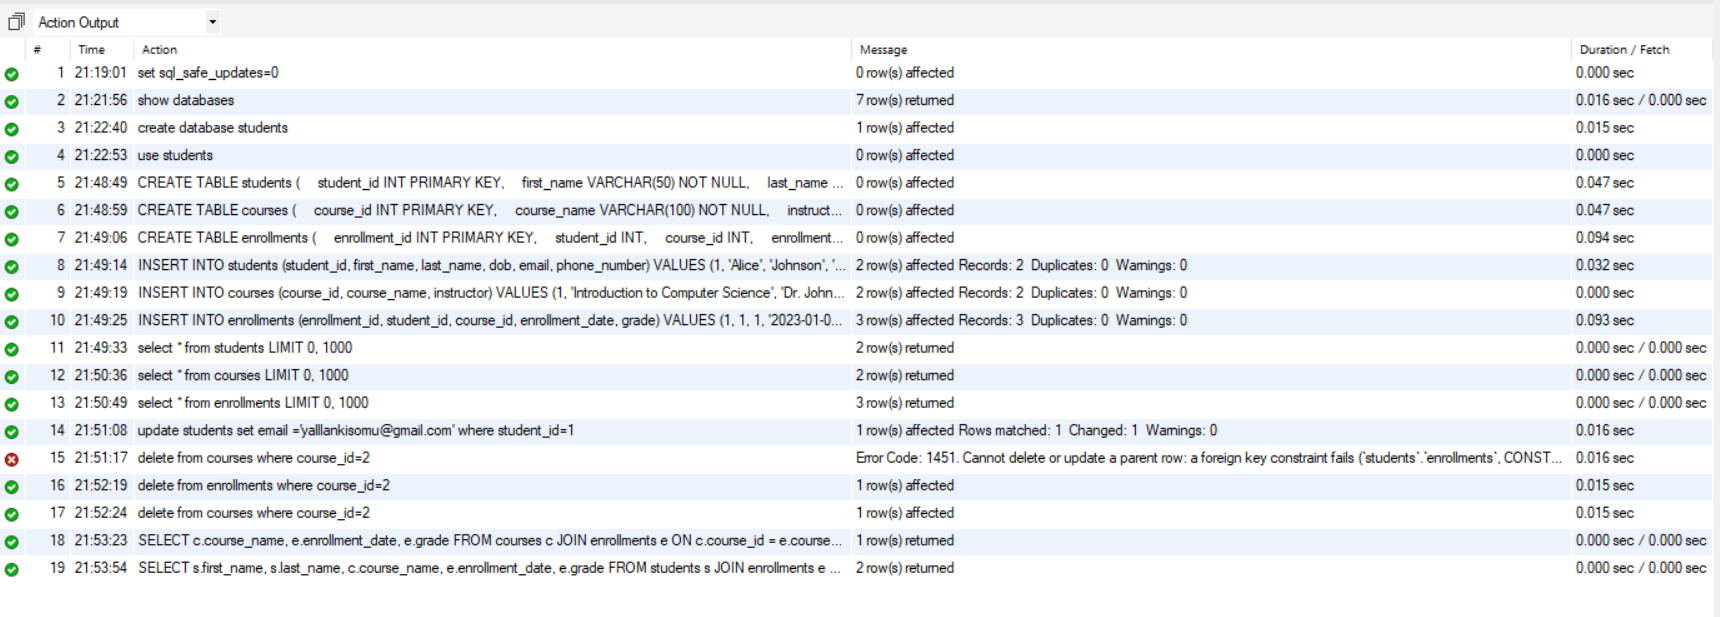 Action Output
# Time Action Message Duration / Fetch
1 21:19:01 set sql_safe_updates=0 0 row(s) affected 0.000 sec
2 21:21:56 show databases 7 row(s) returned 0.016 sec / 0.000 sec
3 21:22:40 create database students 1 row(s) affected 0.015 sec
4 21:22:53 use students 0 row(s) affected 0.000 sec
5 21:48:49 CREATE TABLE students ( student_id INT PRIMARY KEY, first_name VARCHAR(50) NOT NULL, last_name ... 0 row(s) affected 0.047 sec
6 21:48:59 CREATE TABLE courses ( course_id INT PRIMARY KEY, course_name VARCHAR(100) NOT NULL, instruct... 0 row(s) affected 0.047 sec
7 21:49:06 CREATE TABLE enrollments ( enrollment_id INT PRIMARY KEY, student_id INT, course_id INT, enrollment... 0 row(s) affected 0.094 sec
8 21:49:14 INSERT INTO students (student_id, first_name, last_name, dob, email, phone_number) VALUES (1, 'Alice', 'Johnson', '... 2 row(s) affected Records: 2 Duplicates: 0 Warnings: 0 0.032 sec
9 21:49:19 INSERT INTO courses (course_id, course_name, instructor) VALUES (1, 'Introduction to Computer Science', 'Dr. John... 2 row(s) affected Records: 2 Duplicates: 0 Warnings: 0 0.000 sec
10 21:49:25 INSERT INTO enrollments (enrollment_id, student_id, course_id, enrollment_date, grade) VALUES (1, 1, 1, '2023-01-0... 3 row(s) affected Records: 3 Duplicates: 0 Warnings: 0 0.093 sec
11 21:49:33 select * from students LIMIT 0, 1000 2 row(s) returned 0.000 sec / 0.000 sec
12 21:50:36 select * from courses LIMIT 0, 1000 2 row(s) returned 0.000 sec / 0.000 sec
13 21:50:49 select * from enrollments LIMIT 0, 1000 3 row(s) returned 0.000 sec / 0.000 sec
14 21:51:08 update students set email ='yalllankisomu@gmail.com' where student_id=1 1 row(s) affected Rows matched: 1 Changed: 1 Warnings: 0 0.016 sec
15 21:51:17 delete from courses where course_id=2 Error Code: 1451. Cannot delete or update a parent row: a foreign key constraint fails (`students`.`enrollments`, CONST... 0.016 sec
16 21:52:19 delete from enrollments where course_id=2 1 row(s) affected 0.015 sec
17 21:52:24 delete from courses where course_id=2 1 row(s) affected 0.015 sec
18 21:53:23 SELECT c.course_name, e.enrollment_date, e.grade FROM courses c JOIN enrollments e ON c.course_id = e.course... 1 row(s) returned 0.000 sec / 0.000 sec
19 21:53:54 SELECT s.first_name, s.last_name, c.course_name, e.enrollment_date, e.grade FROM students s JOIN enrollments e ... 2 row(s) returned 0.000 sec / 0.000 sec